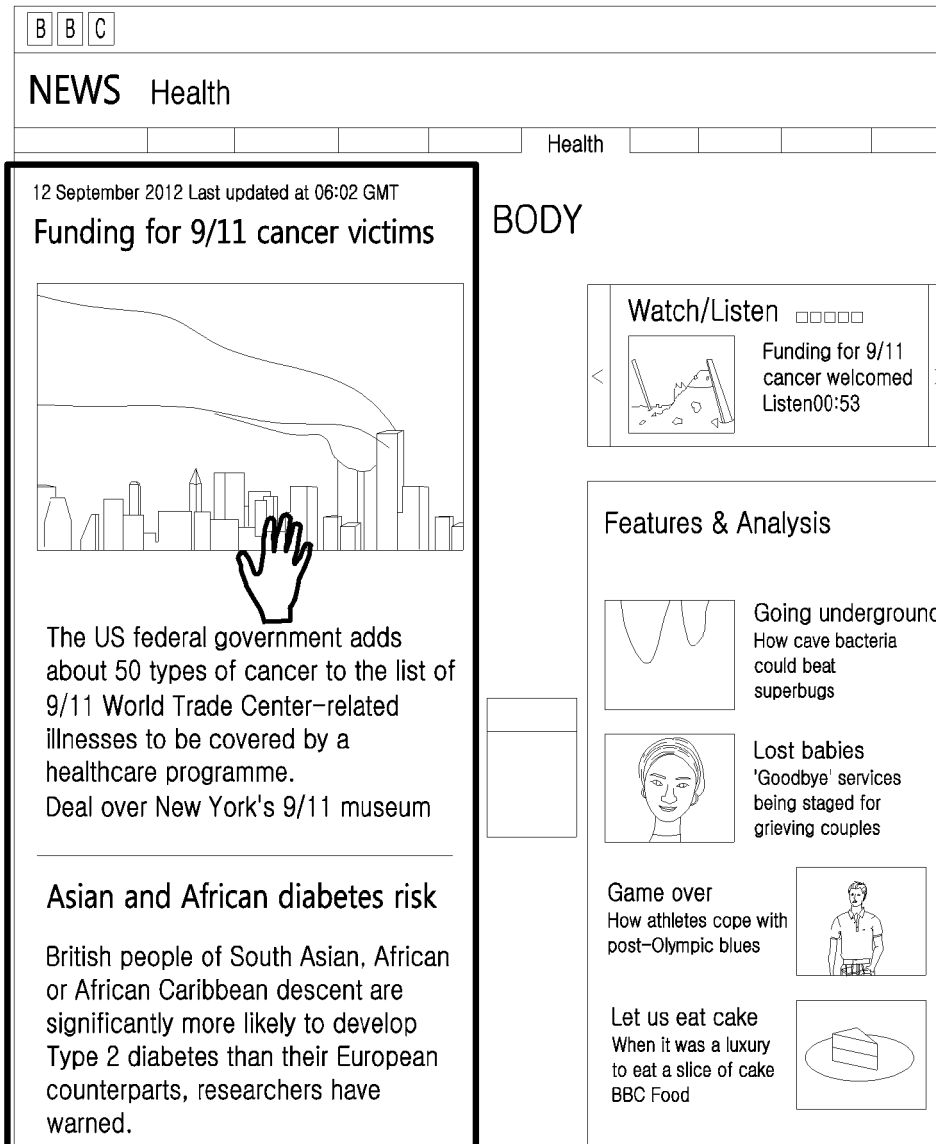 BBC
NEWS Health
Health
12 September 2012 Last updated at 06:02 GMT
Funding for 9/11 cancer victims
The US federal government adds
about 50 types of cancer to the list of
9/11 World Trade Center-related
illnesses to be covered by a
healthcare programme.
Deal over New York's 9/11 museum
Asian and African diabetes risk
British people of South Asian, African
or African Caribbean descent are
significantly more likely to develop
Type 2 diabetes than their European
counterparts, researchers have
warned.
BODY
Watch/Listen
Funding for 9/11
cancer welcomed
Listen00:53
Features & Analysis
Going underground
How cave bacteria
could beat
superbugs
Lost babies
'Goodbye' services
being staged for
grieving couples
Game over
How athletes cope with
post-Olympic blues
Let us eat cake
When it was a luxury
to eat a slice of cake
BBC Food